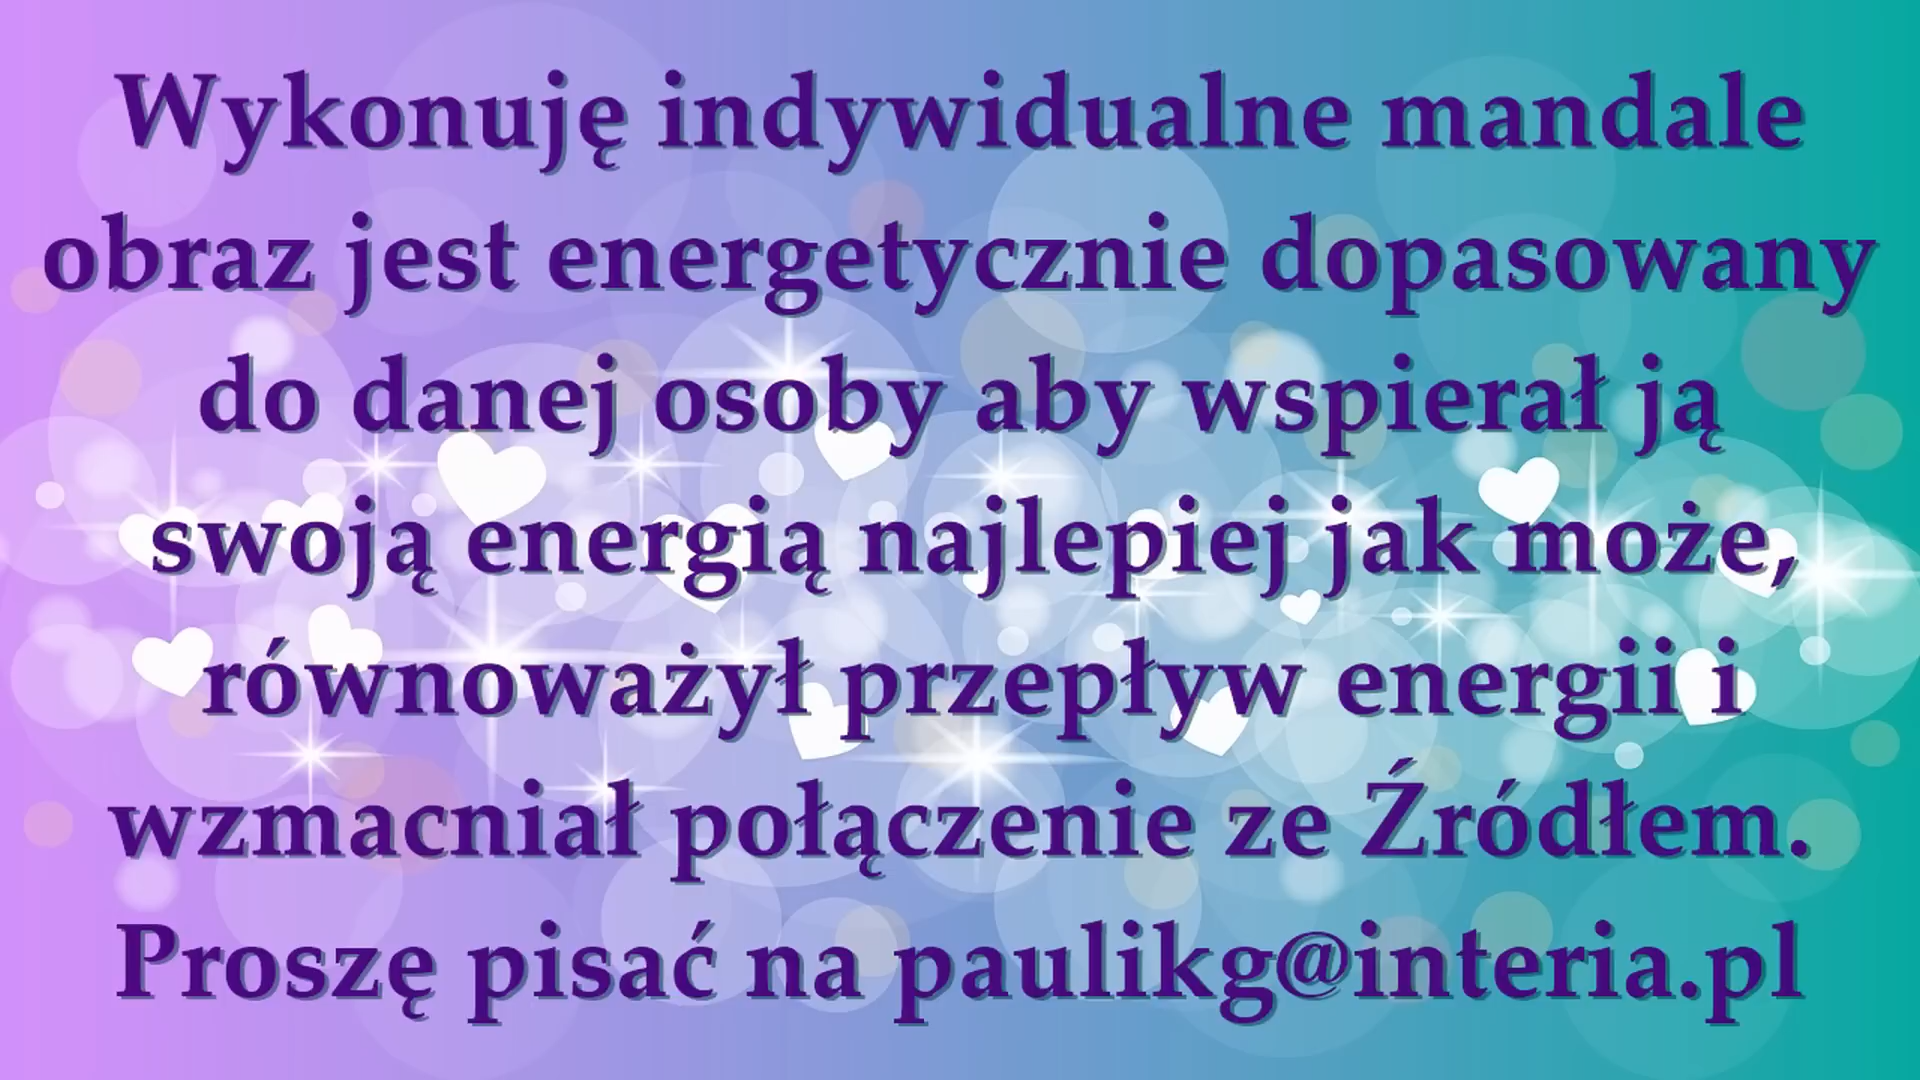 Wykonuję indywidualne mandale
obraz jest energetycznie dopasowany
do danej osoby aby wspierał ją
swoją energią najlepiej jak może,
równoważył przepływ energii i
wzmacniał połączenie ze Źródłem.
Proszę pisać na paulikg@interia.pl